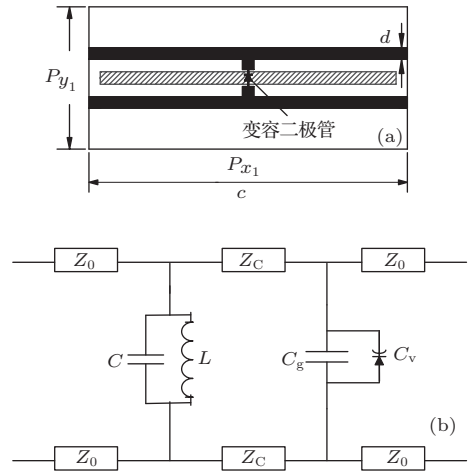 d
P_{y_1}
变容二极管
(a)
P_{x_1}
c
Z_0 Z_C Z_0
C L C_g C_v
(b)
Z_0 Z_C Z_0